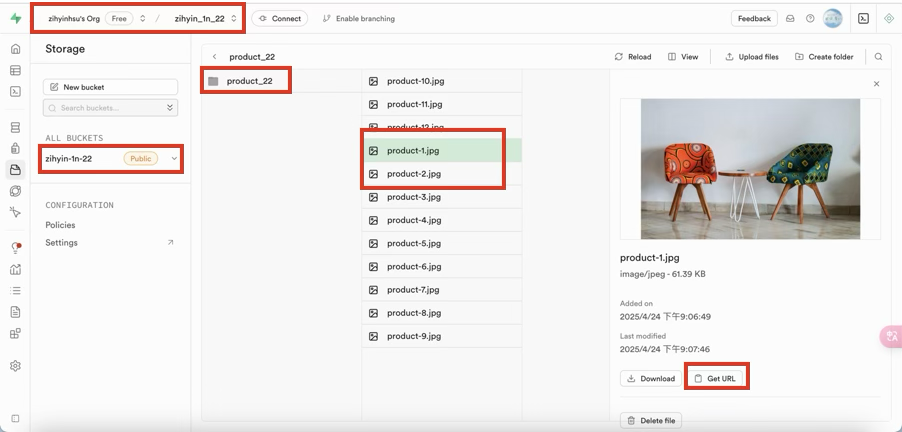 zihyinhsu's Org Free / zihyin_1n_22 Connect Enable branching Feedback
Storage
New bucket
Search buckets...
ALL BUCKETS
zihyin-1n-22 Public
CONFIGURATION
Policies
Settings
product_22 Reload View Upload files Create folder
product_22
product-10.jpg
product-11.jpg
product-12.jpg
product-1.jpg
product-2.jpg
product-3.jpg
product-4.jpg
product-5.jpg
product-6.jpg
product-7.jpg
product-8.jpg
product-9.jpg
product-1.jpg
image/jpeg - 61.39 KB
Added on
2025/4/24 下午9:06:49
Last modified
2025/4/24 下午9:07:46
Download Get URL
Delete file